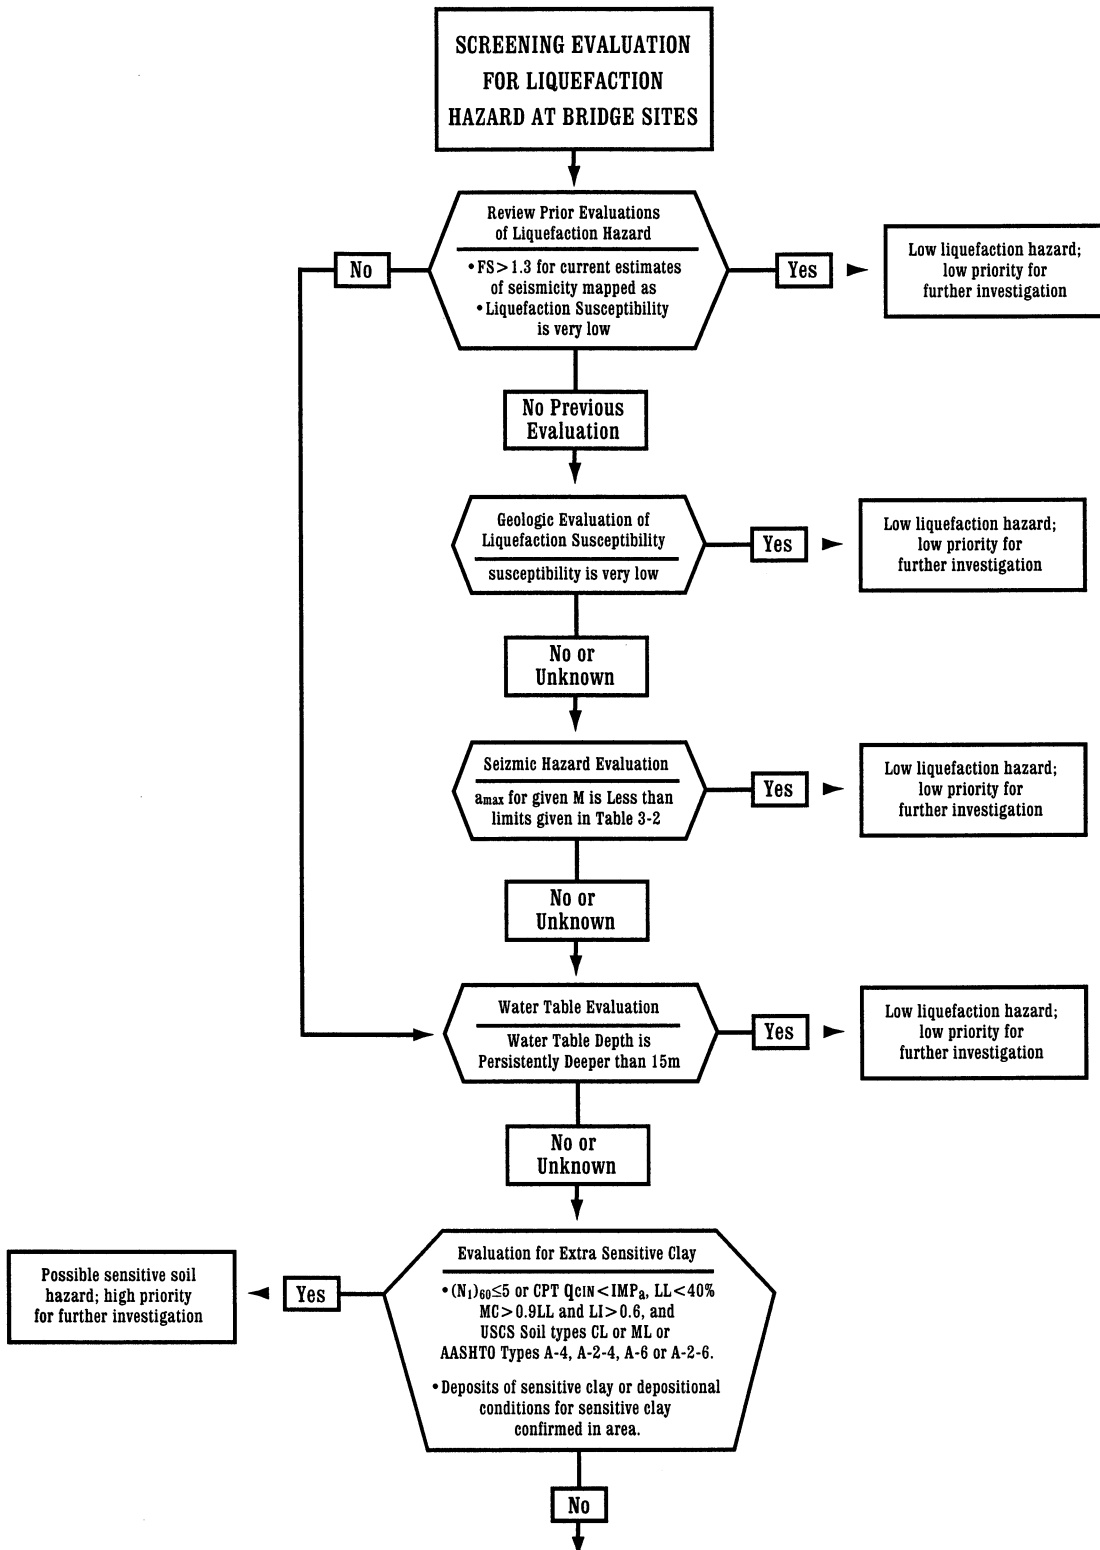 SCREENING EVALUATION
FOR LIQUEFACTION
HAZARD AT BRIDGE SITES
Review Prior Evaluations
of Liquefaction Hazard
• FS > 1.3 for current estimates
of seismicity mapped as
• Liquefaction Susceptibility
is very low
No
Yes
Low liquefaction hazard;
low priority for
further investigation
No Previous
Evaluation
Geologic Evaluation of
Liquefaction Susceptibility
susceptibility is very low
Yes
Low liquefaction hazard;
low priority for
further investigation
No or
Unknown
Seizmic Hazard Evaluation
amax for given M is Less than
limits given in Table 3-2
Yes
Low liquefaction hazard;
low priority for
further investigation
No or
Unknown
Water Table Evaluation
Water Table Depth is
Persistently Deeper than 15m
Yes
Low liquefaction hazard;
low priority for
further investigation
No or
Unknown
Evaluation for Extra Sensitive Clay
• (N1)60≤5 or CPT qCIN < IMPa, LL < 40%
MC > 0.9LL and LI > 0.6, and
USCS Soil types CL or ML or
AASHTO Types A-4, A-2-4, A-6 or A-2-6.
• Deposits of sensitive clay or depositional
conditions for sensitive clay
confirmed in area.
Yes
Possible sensitive soil
hazard; high priority
for further investigation
No